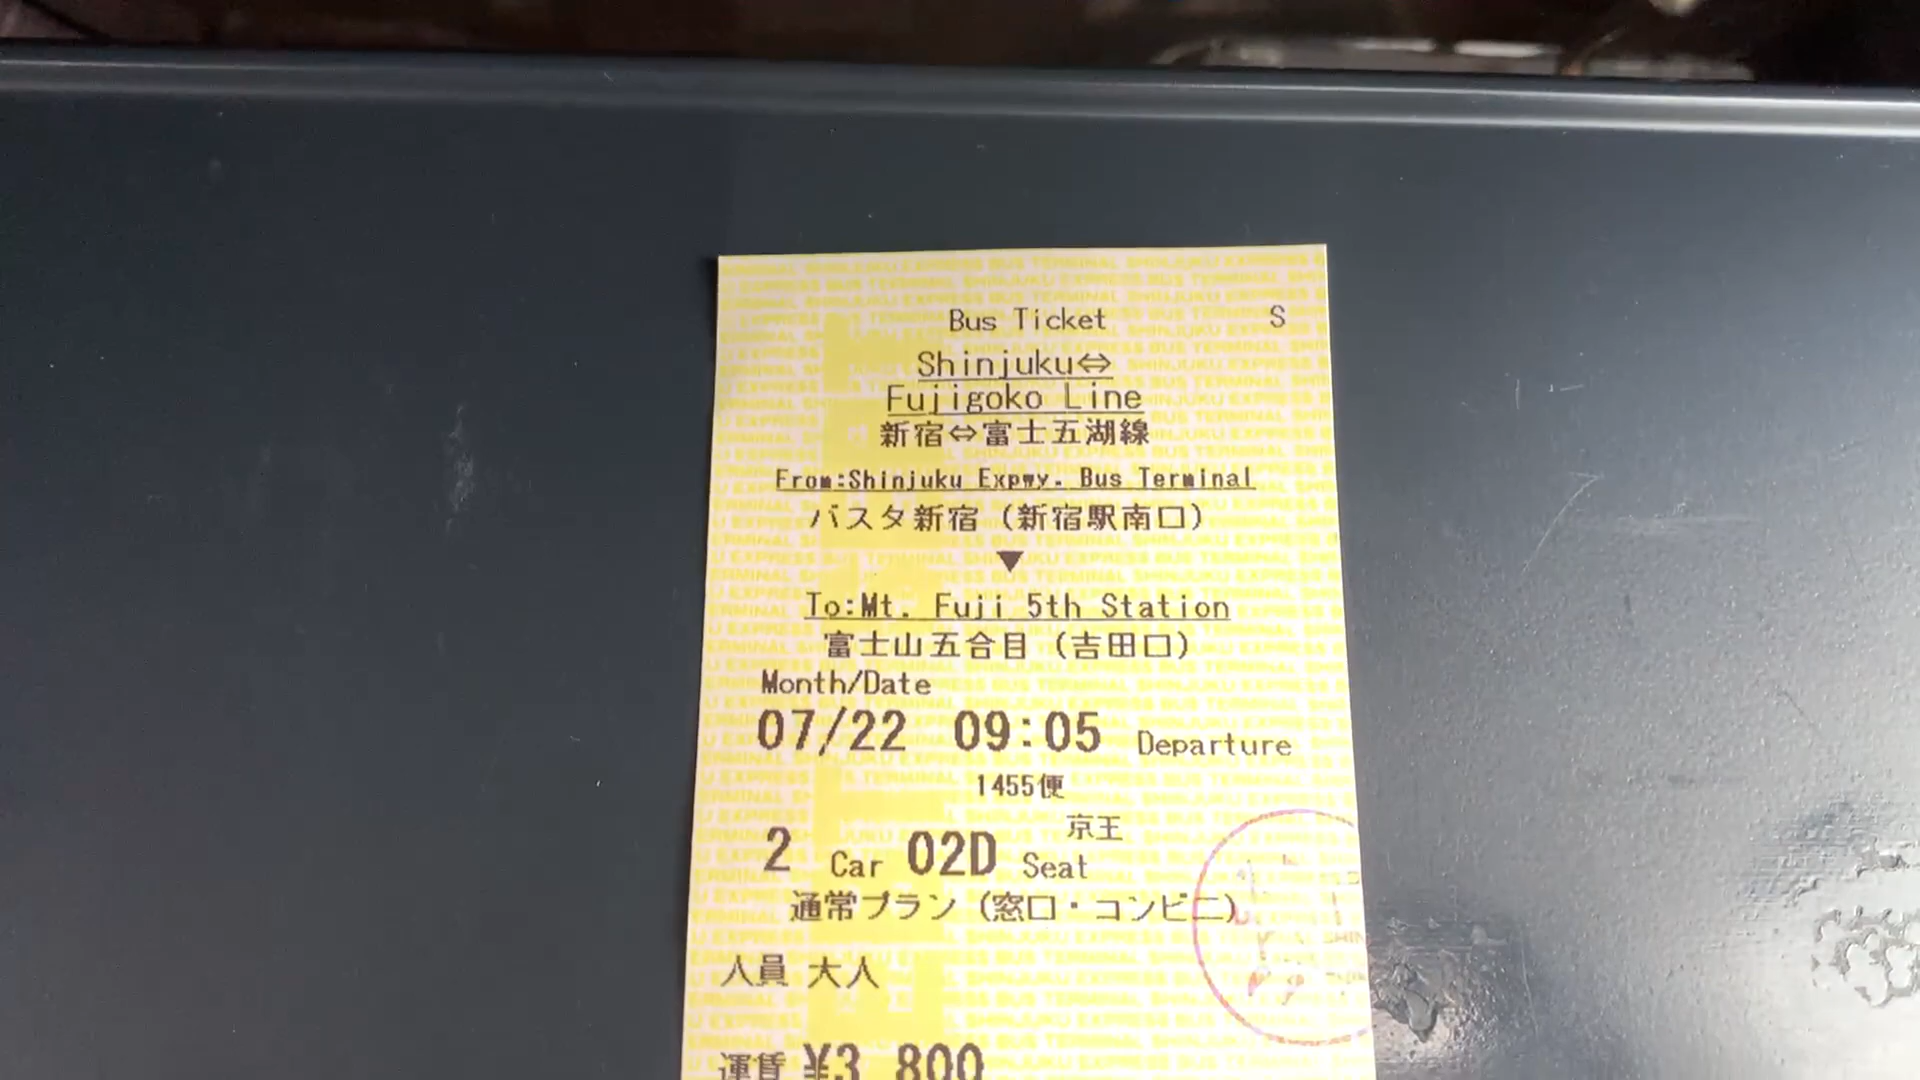 Bus Ticket S
Shinjuku⇔
Fujigoko Line
新宿⇔富士五湖線
From:Shinjuku Expwy. Bus Terminal
バスタ新宿（新宿駅南口）
▼
To:Mt. Fuji 5th Station
富士山五合目（吉田口）
Month/Date
07/22 09:05 Departure
1455便
京王
2 Car 02D Seat
通常プラン（窓口・コンビニ）
人員 大人
運賃 ¥3,800